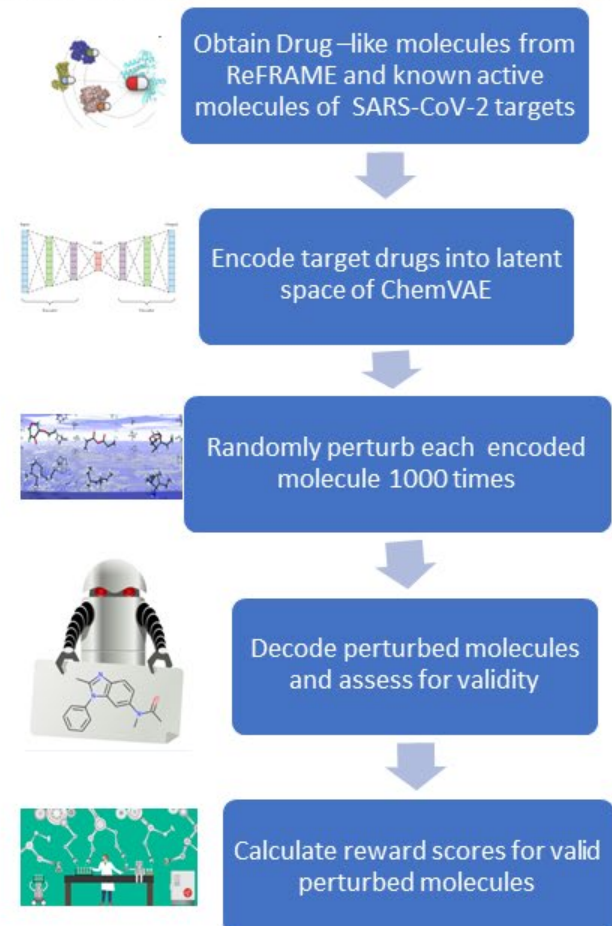 Obtain Drug –like molecules from
ReFRAME and known active
molecules of SARS-CoV-2 targets
Encode target drugs into latent
space of ChemVAE
Randomly perturb each encoded
molecule 1000 times
Decode perturbed molecules
and assess for validity
N
N
N
O
Calculate reward scores for valid
perturbed molecules